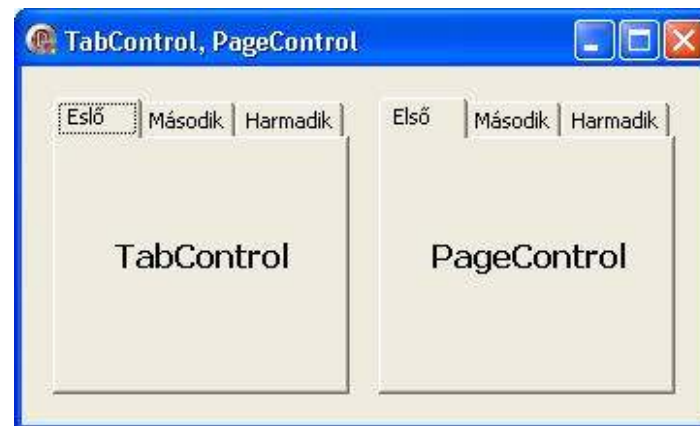 TabControl, PageControl
Eslő Második Harmadik
Első Második Harmadik
TabControl
PageControl